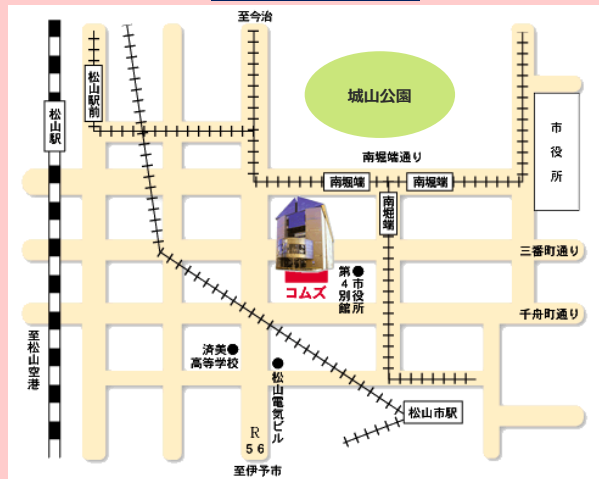 至今治
城山公園
松山駅前
松山駅
市役所
南堀端通り
南堀端
南堀端
南堀端
三番町通り
コムズ
市役所
第4別館
千舟町通り
至松山空港
済美
高等学校
松山電気ビル
松山市駅
R
56
至伊予市